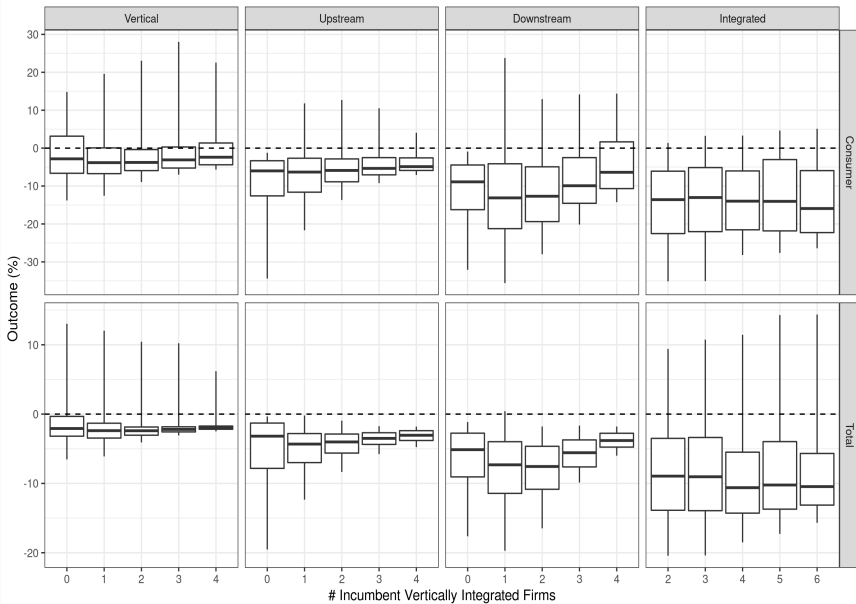 Vertical Upstream Downstream Integrated
30
20
10
0
-10
-20
-30
Consumer
10
0
-10
-20
Total
Outcome (%)
0 1 2 3 4 0 1 2 3 4 0 1 2 3 4 2 3 4 5 6
# Incumbent Vertically Integrated Firms